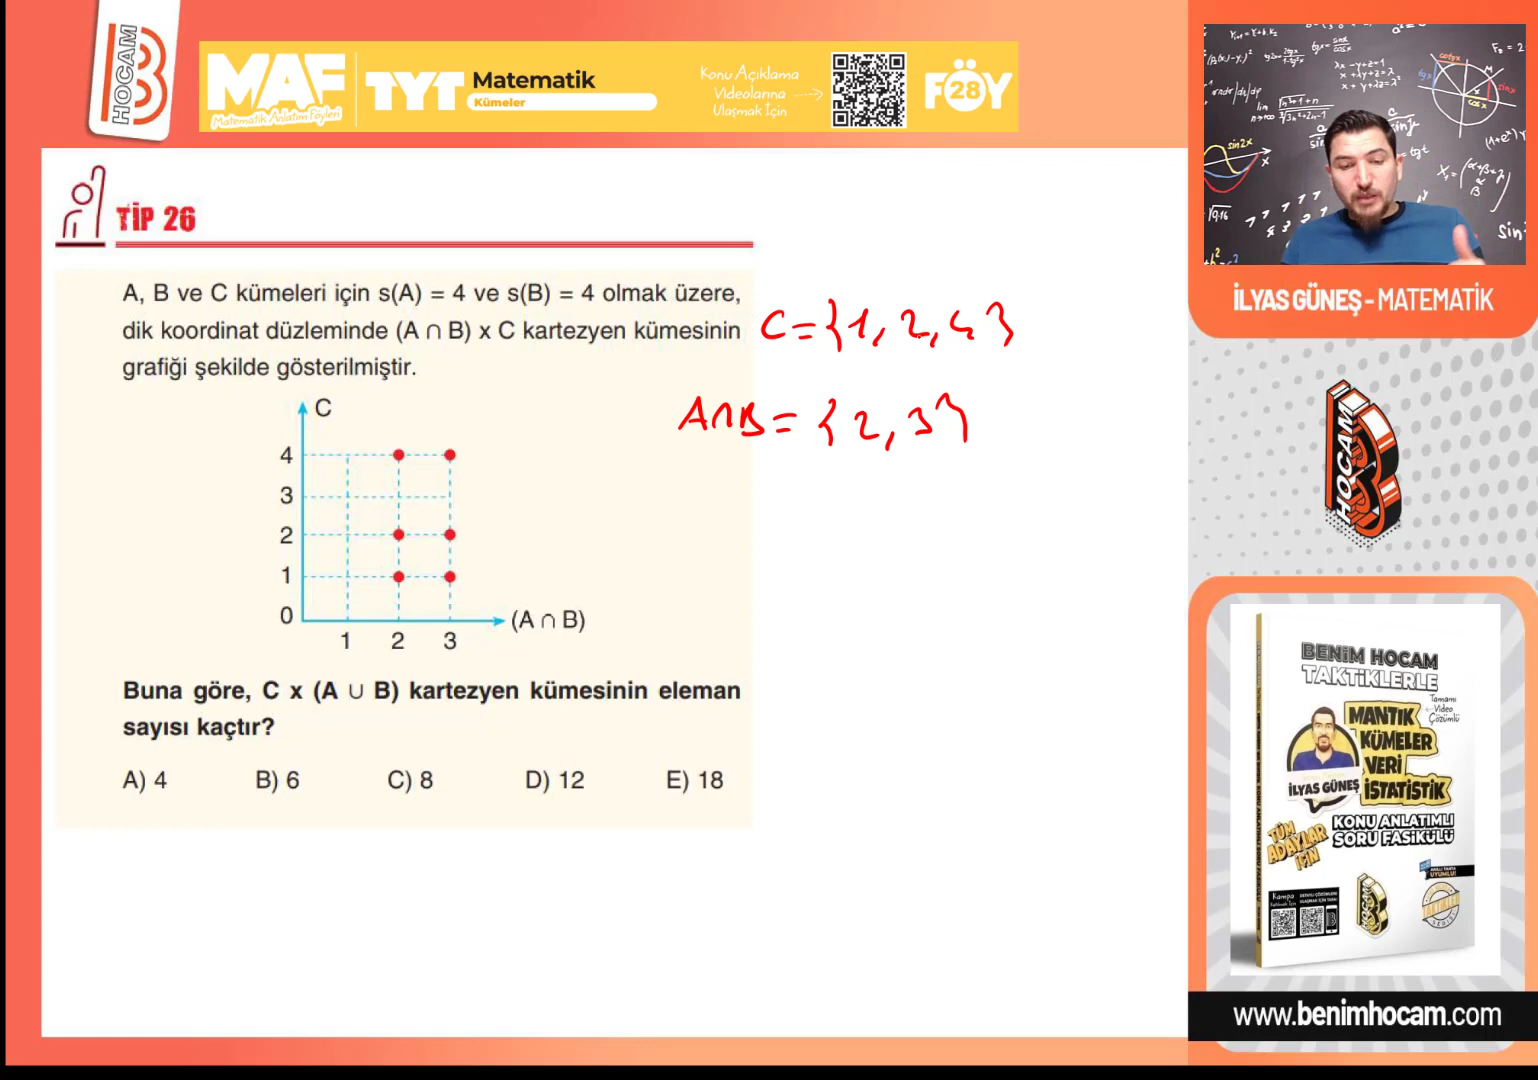 B HOCAM
MAF
Matematik Anlatım Föyleri
TYT
Matematik
Kümeler
Konu Açıklama
Videolarına
Ulaşmak İçin
FÖY
28
TİP 26
A, B ve C kümeleri için s(A) = 4 ve s(B) = 4 olmak üzere,
dik koordinat düzleminde (A ∩ B) x C kartezyen kümesinin
grafiği şekilde gösterilmiştir.
C={1, 2, 4}
A∩B= {2, 3}
C
4
3
2
1
0
1 2 3
(A ∩ B)
Buna göre, C x (A ∪ B) kartezyen kümesinin eleman
sayısı kaçtır?
A) 4 B) 6 C) 8 D) 12 E) 18
İLYAS GÜNEŞ - MATEMATİK
HOCAM
BENİM HOCAM
TAKTİKLERLE
Tamamı
Video
Çözümlü
MANTIK
KÜMELER
VERİ
İSTATİSTİK
İLYAS GÜNEŞ
TÜM
ADAYLAR
İÇİN
KONU ANLATIMLI
SORU FASİKÜLÜ
www.benimhocam.com